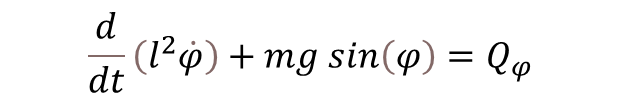 d/dt (l²φ̇) + mg sin(φ) = Q_φ